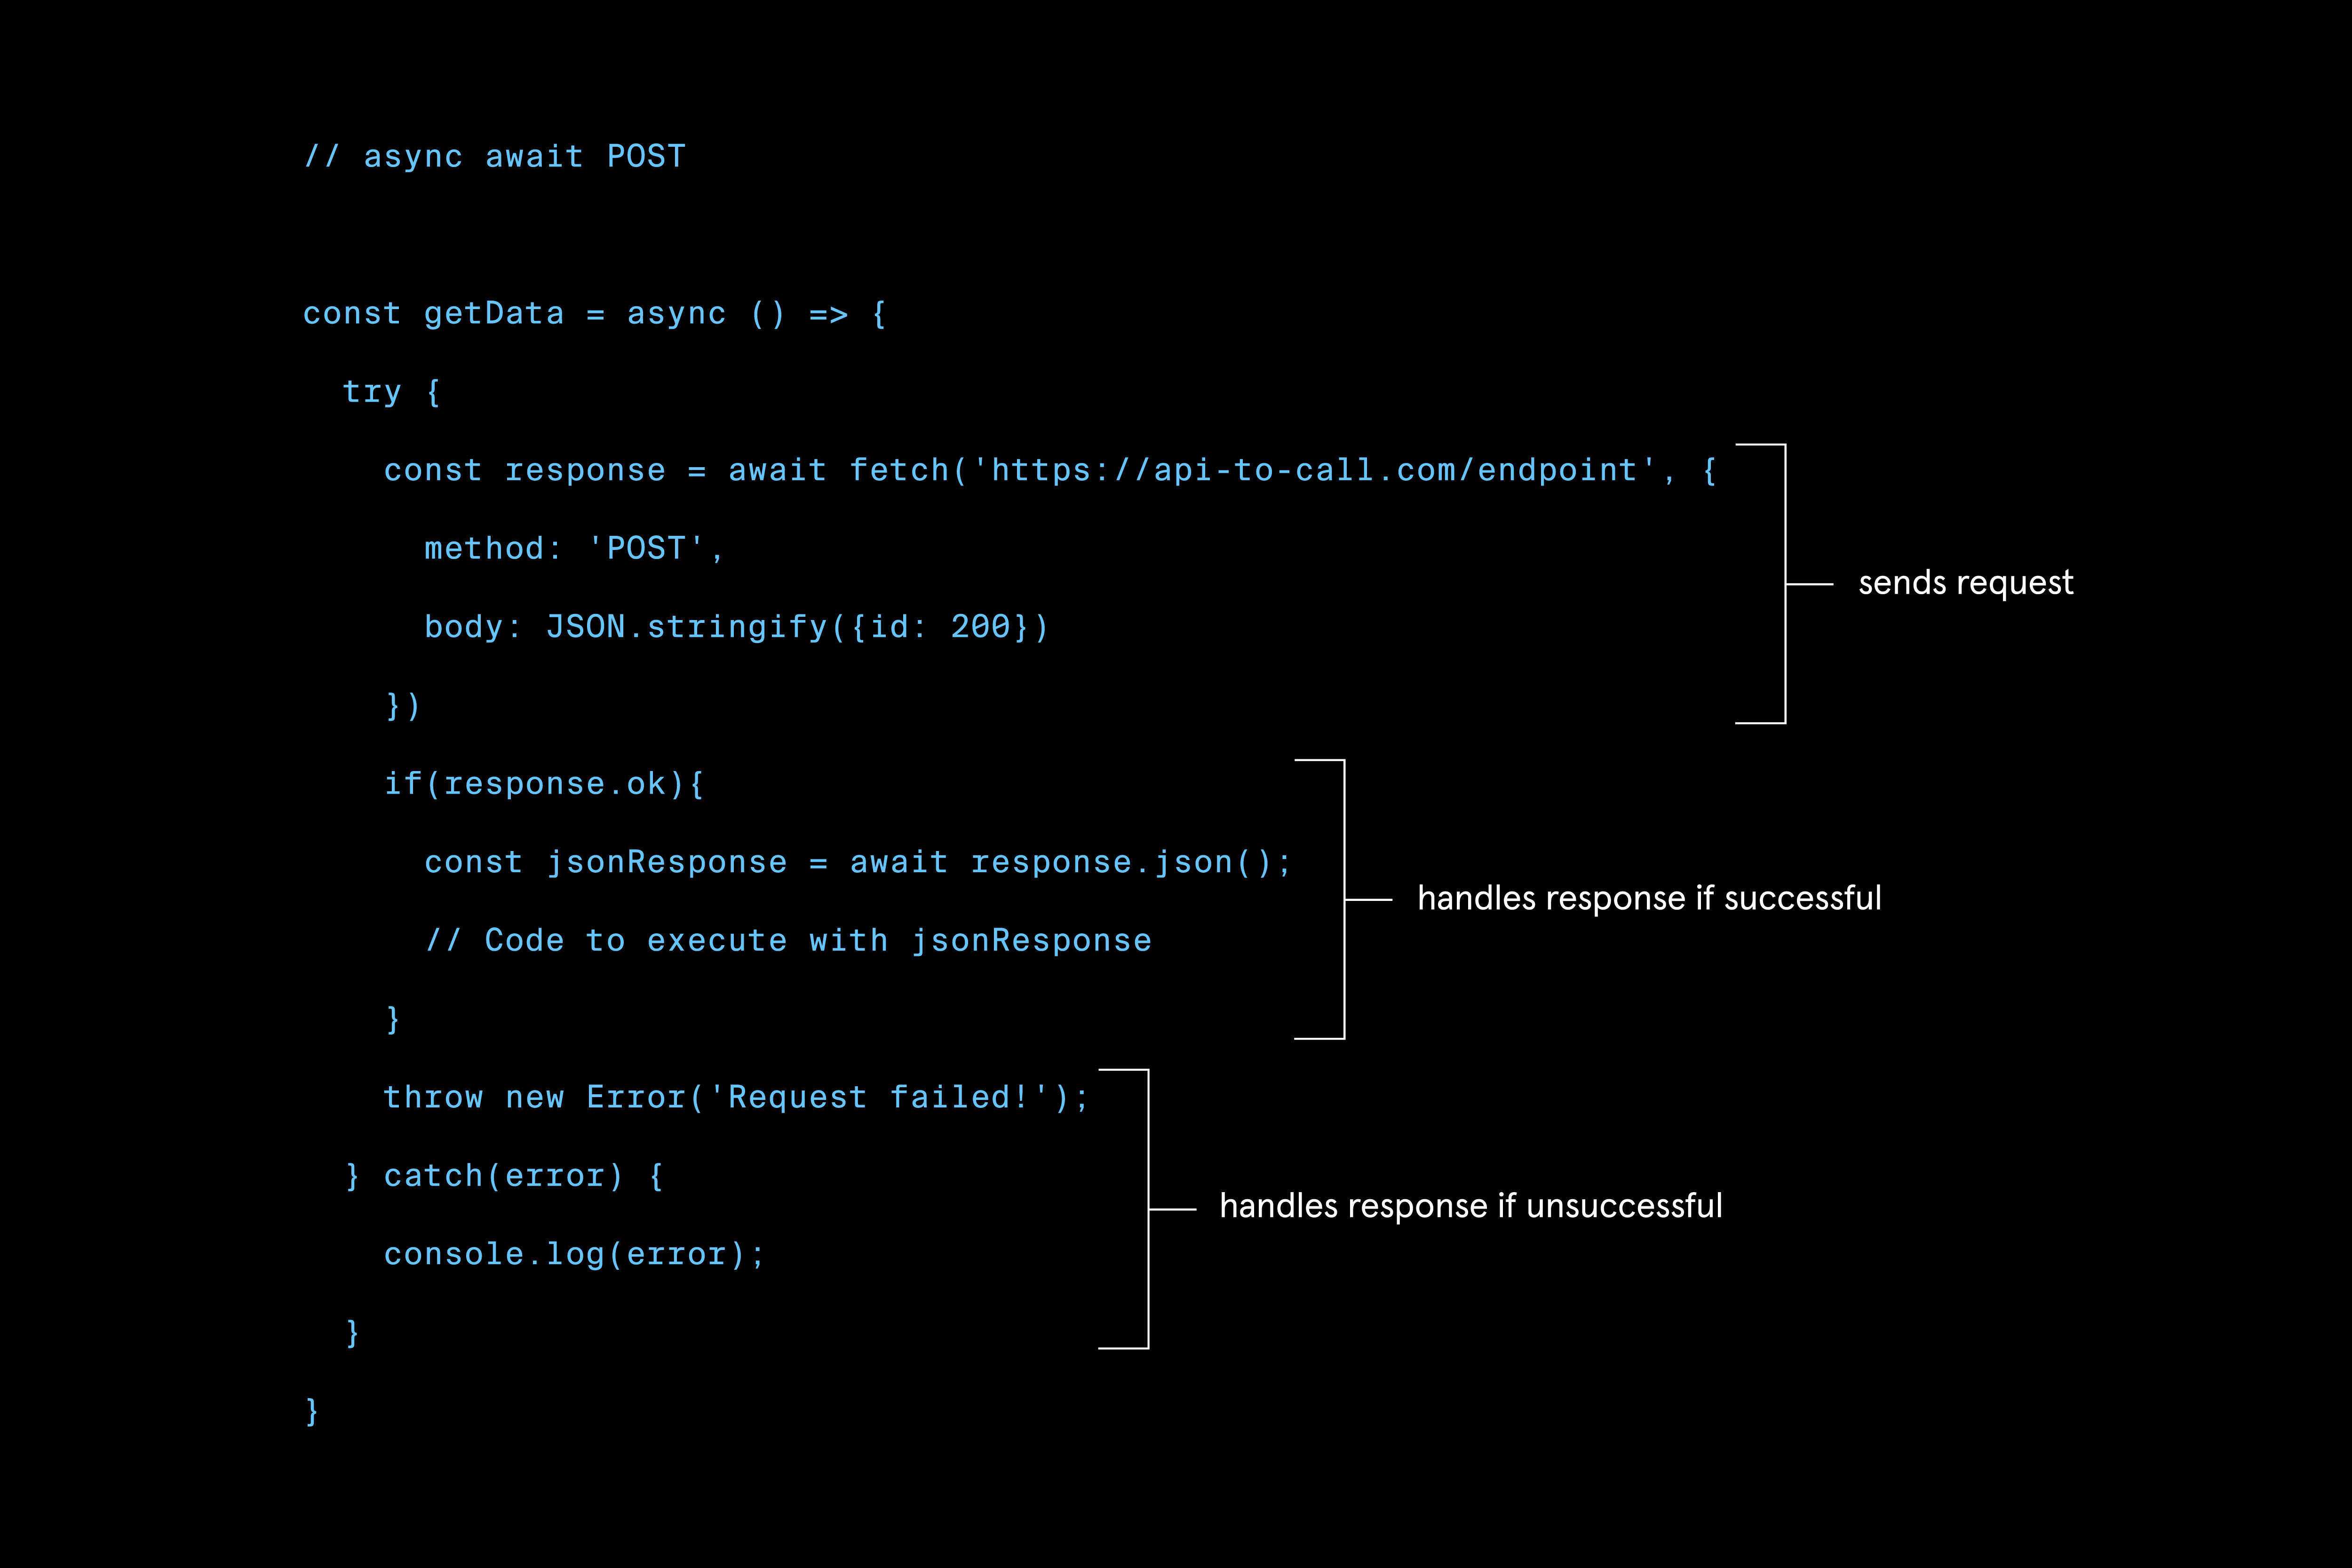 // async await POST
const getData = async () => {
  try {
    const response = await fetch('https://api-to-call.com/endpoint', {
      method: 'POST',
      body: JSON.stringify({id: 200})
    })
sends request
    if(response.ok){
      const jsonResponse = await response.json();
      // Code to execute with jsonResponse
    }
handles response if successful
    throw new Error('Request failed!');
  } catch(error) {
    console.log(error);
  }
handles response if unsuccessful
}